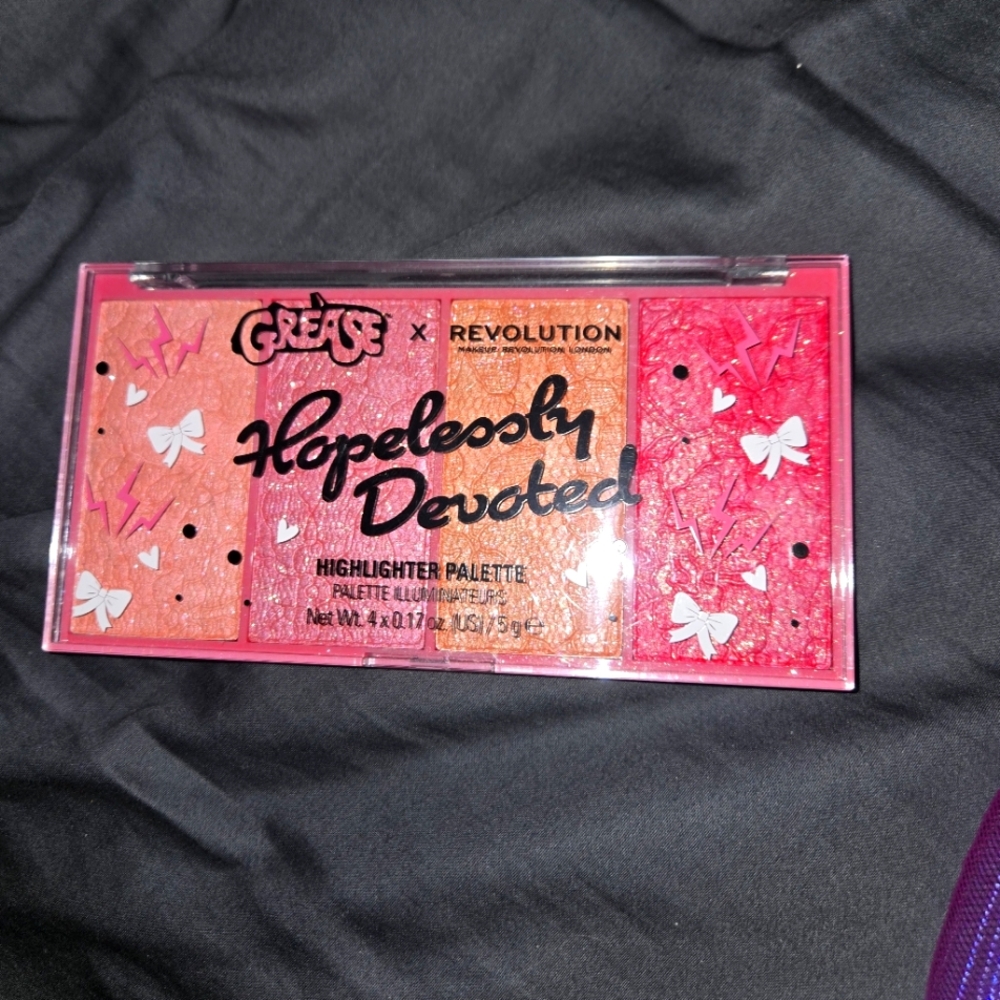 GREASE X REVOLUTION
MAKEUP REVOLUTION LONDON
Hopelessly
Devoted
HIGHLIGHTER PALETTE
PALETTE ILLUMINATEURS
Net Wt. 4 x 0.17 oz. (US) / 5 g e